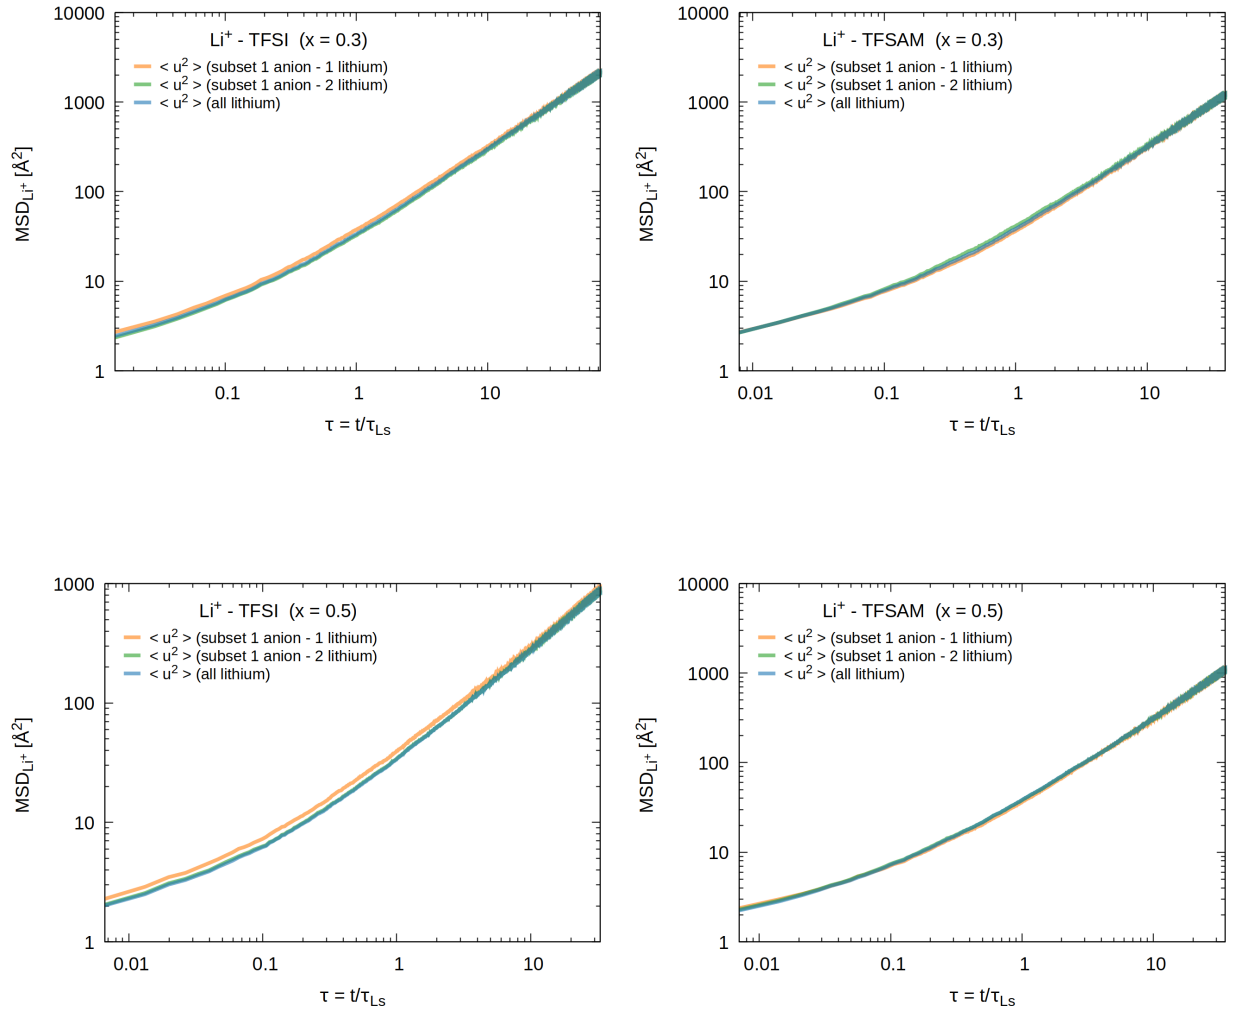 Li+ - TFSI (x = 0.3)
< u2 > (subset 1 anion - 1 lithium)
< u2 > (subset 1 anion - 2 lithium)
< u2 > (all lithium)
10000
1000
100
10
1
MSDLi+ [Å2]
0.1
1
10
τ = t/τLs
Li+ - TFSAM (x = 0.3)
< u2 > (subset 1 anion - 1 lithium)
< u2 > (subset 1 anion - 2 lithium)
< u2 > (all lithium)
10000
1000
100
10
1
MSDLi+ [Å2]
0.01
0.1
1
10
τ = t/τLs
Li+ - TFSI (x = 0.5)
< u2 > (subset 1 anion - 1 lithium)
< u2 > (subset 1 anion - 2 lithium)
< u2 > (all lithium)
1000
100
10
1
MSDLi+ [Å2]
0.01
0.1
1
10
τ = t/τLs
Li+ - TFSAM (x = 0.5)
< u2 > (subset 1 anion - 1 lithium)
< u2 > (subset 1 anion - 2 lithium)
< u2 > (all lithium)
10000
1000
100
10
1
MSDLi+ [Å2]
0.01
0.1
1
10
τ = t/τLs